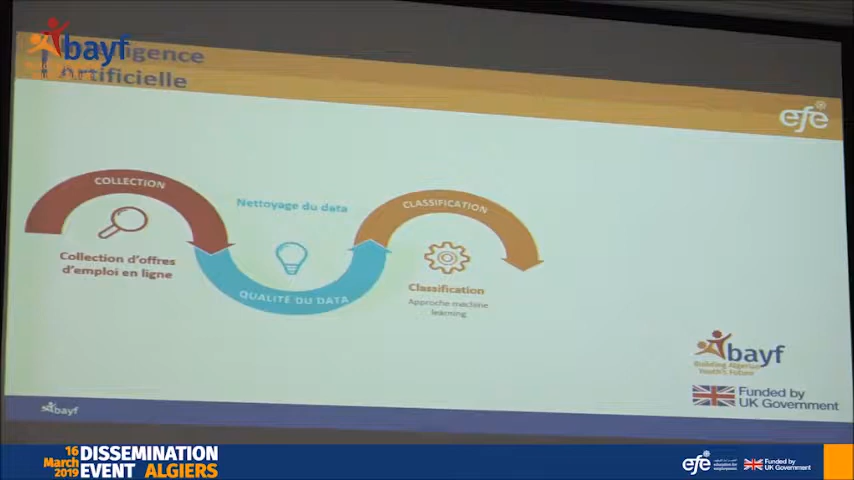 bayf
Intelligence
Artificielle
efe
COLLECTION
Nettoyage du data
CLASSIFICATION
Collection d'offres
d'emploi en ligne
QUALITÉ DU DATA
Classification
Approche machine
learning
bayf
Building Algerian
Youth's Future
Funded by
UK Government
bayf
16
March
2019
DISSEMINATION
EVENT ALGIERS
efe
Funded by
UK Government